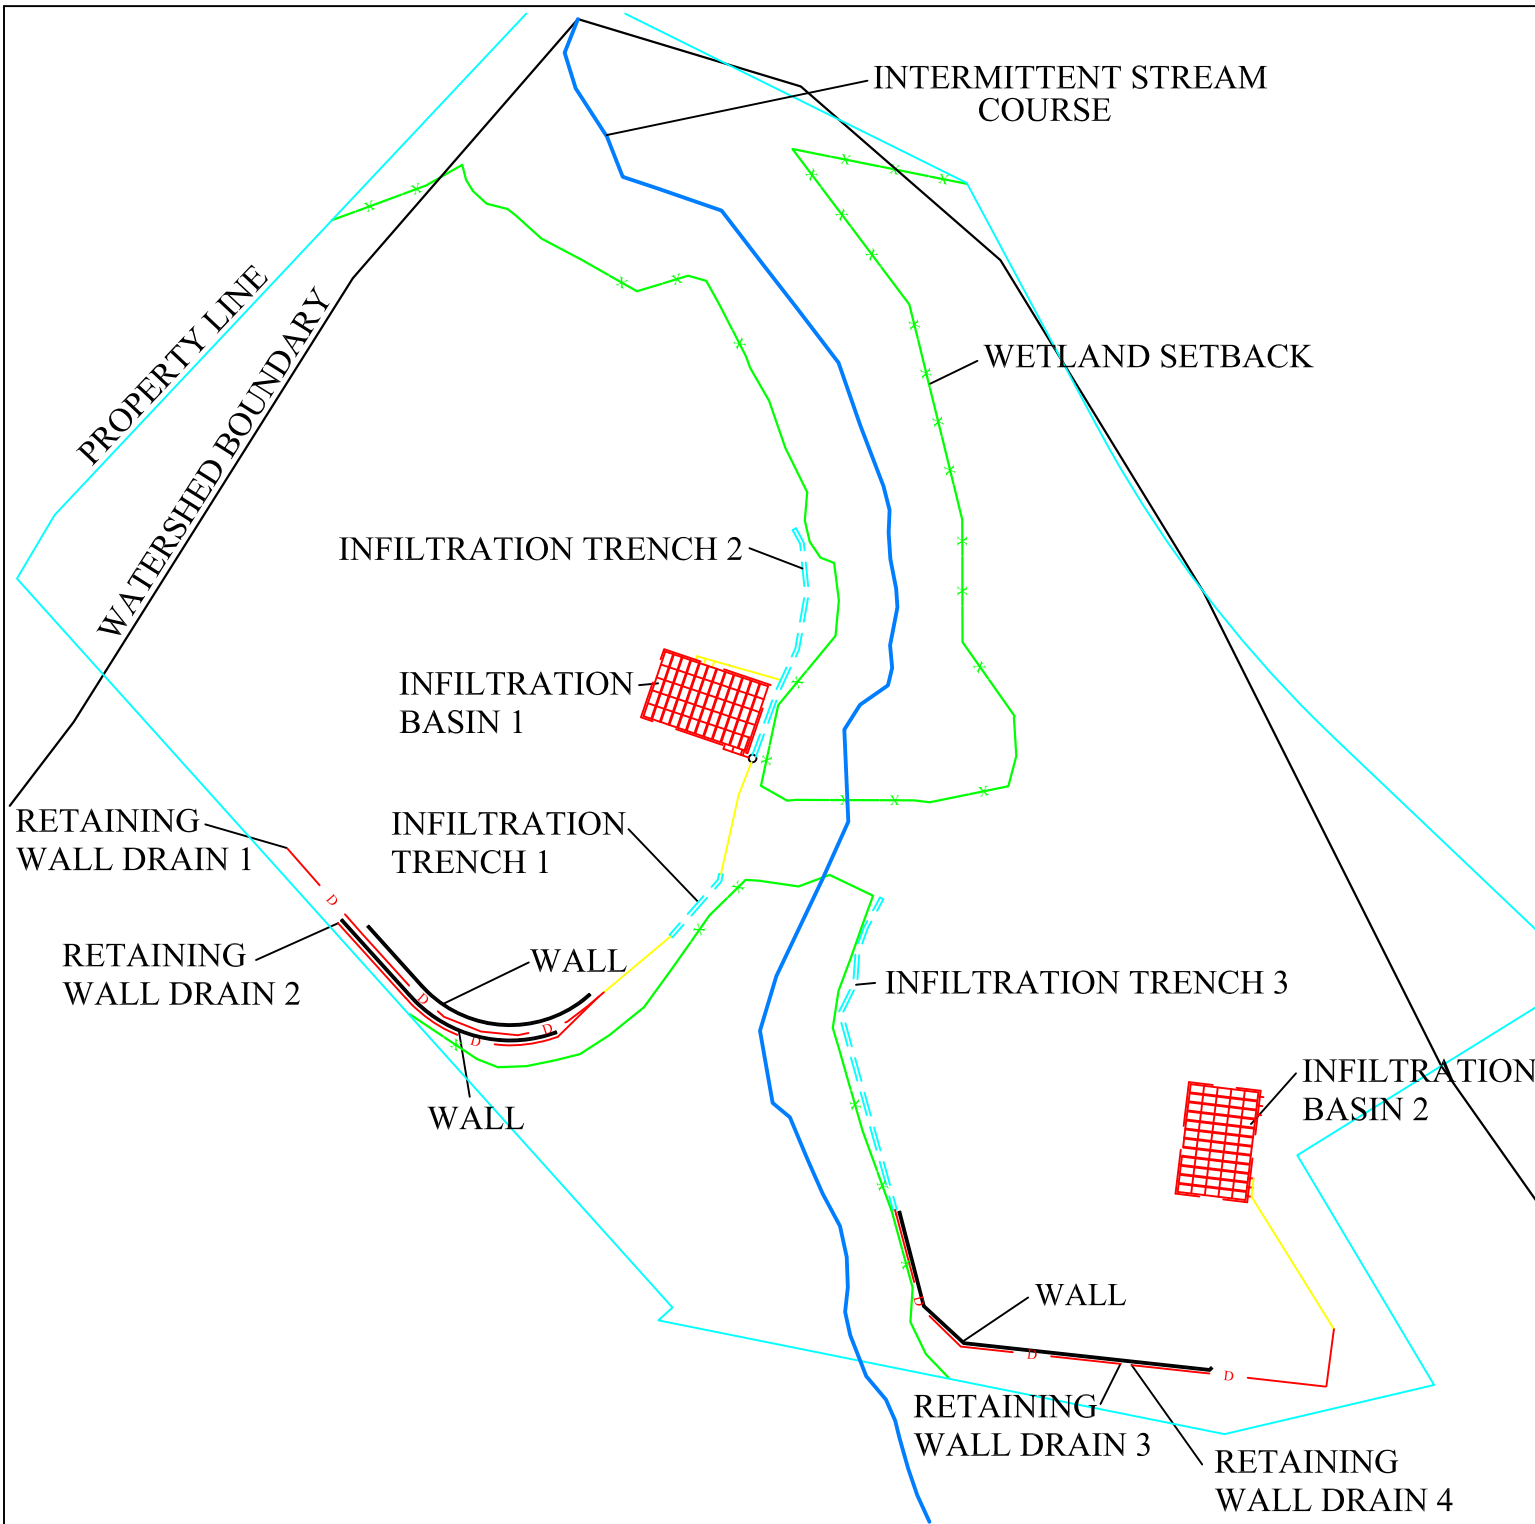 INTERMITTENT STREAM
COURSE
PROPERTY LINE
WATERSHED BOUNDARY
WETLAND SETBACK
INFILTRATION TRENCH 2
INFILTRATION
BASIN 1
RETAINING
WALL DRAIN 1
INFILTRATION
TRENCH 1
RETAINING
WALL DRAIN 2
WALL
WALL
INFILTRATION TRENCH 3
INFILTRATION
BASIN 2
WALL
RETAINING
WALL DRAIN 3
RETAINING
WALL DRAIN 4
D
D
D
D
D
D
D